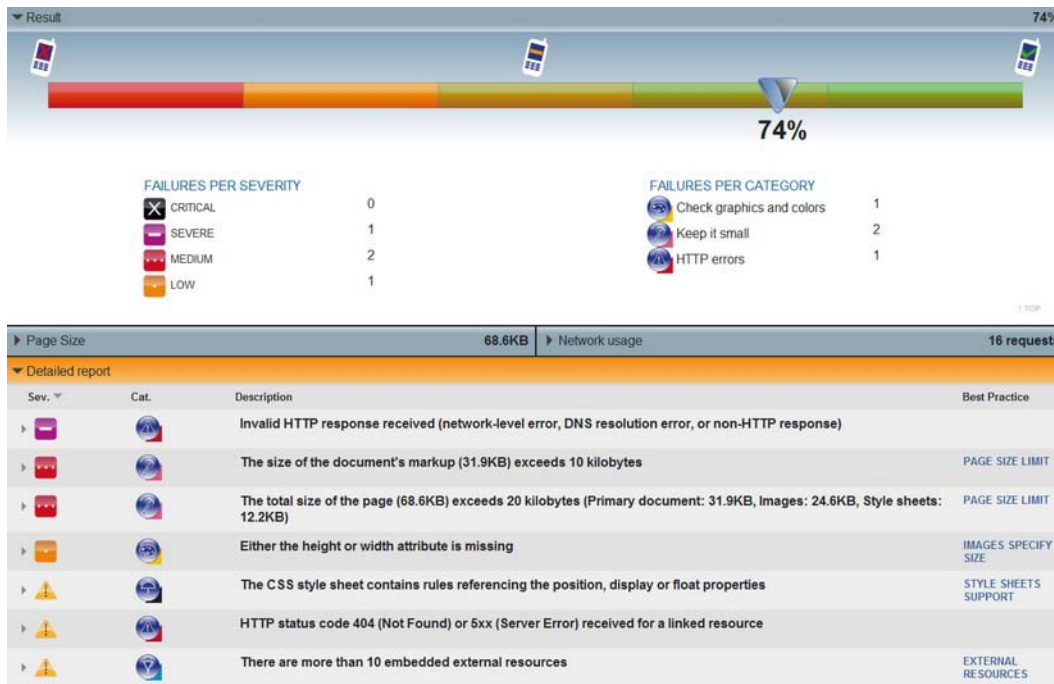 Result 74%
74%
FAILURES PER SEVERITY
CRITICAL 0
SEVERE 1
MEDIUM 2
LOW 1
FAILURES PER CATEGORY
Check graphics and colors 1
Keep it small 2
HTTP errors 1
↑ TOP
Page Size 68.6KB
Network usage 16 requests
Detailed report
Sev. Cat. Description Best Practice
Invalid HTTP response received (network-level error, DNS resolution error, or non-HTTP response)
The size of the document's markup (31.9KB) exceeds 10 kilobytes PAGE SIZE LIMIT
The total size of the page (68.6KB) exceeds 20 kilobytes (Primary document: 31.9KB, Images: 24.6KB, Style sheets: PAGE SIZE LIMIT
12.2KB)
Either the height or width attribute is missing IMAGES SPECIFY
SIZE
The CSS style sheet contains rules referencing the position, display or float properties STYLE SHEETS
SUPPORT
HTTP status code 404 (Not Found) or 5xx (Server Error) received for a linked resource
There are more than 10 embedded external resources EXTERNAL
RESOURCES